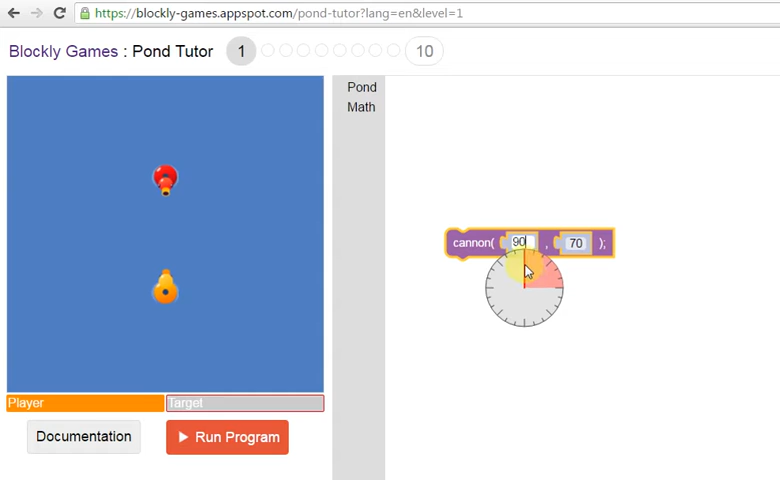 https://blockly-games.appspot.com/pond-tutor?lang=en&level=1
Blockly Games : Pond Tutor 1 10
Pond
Math
cannon( 90 , 70 );
Player Target
Documentation Run Program